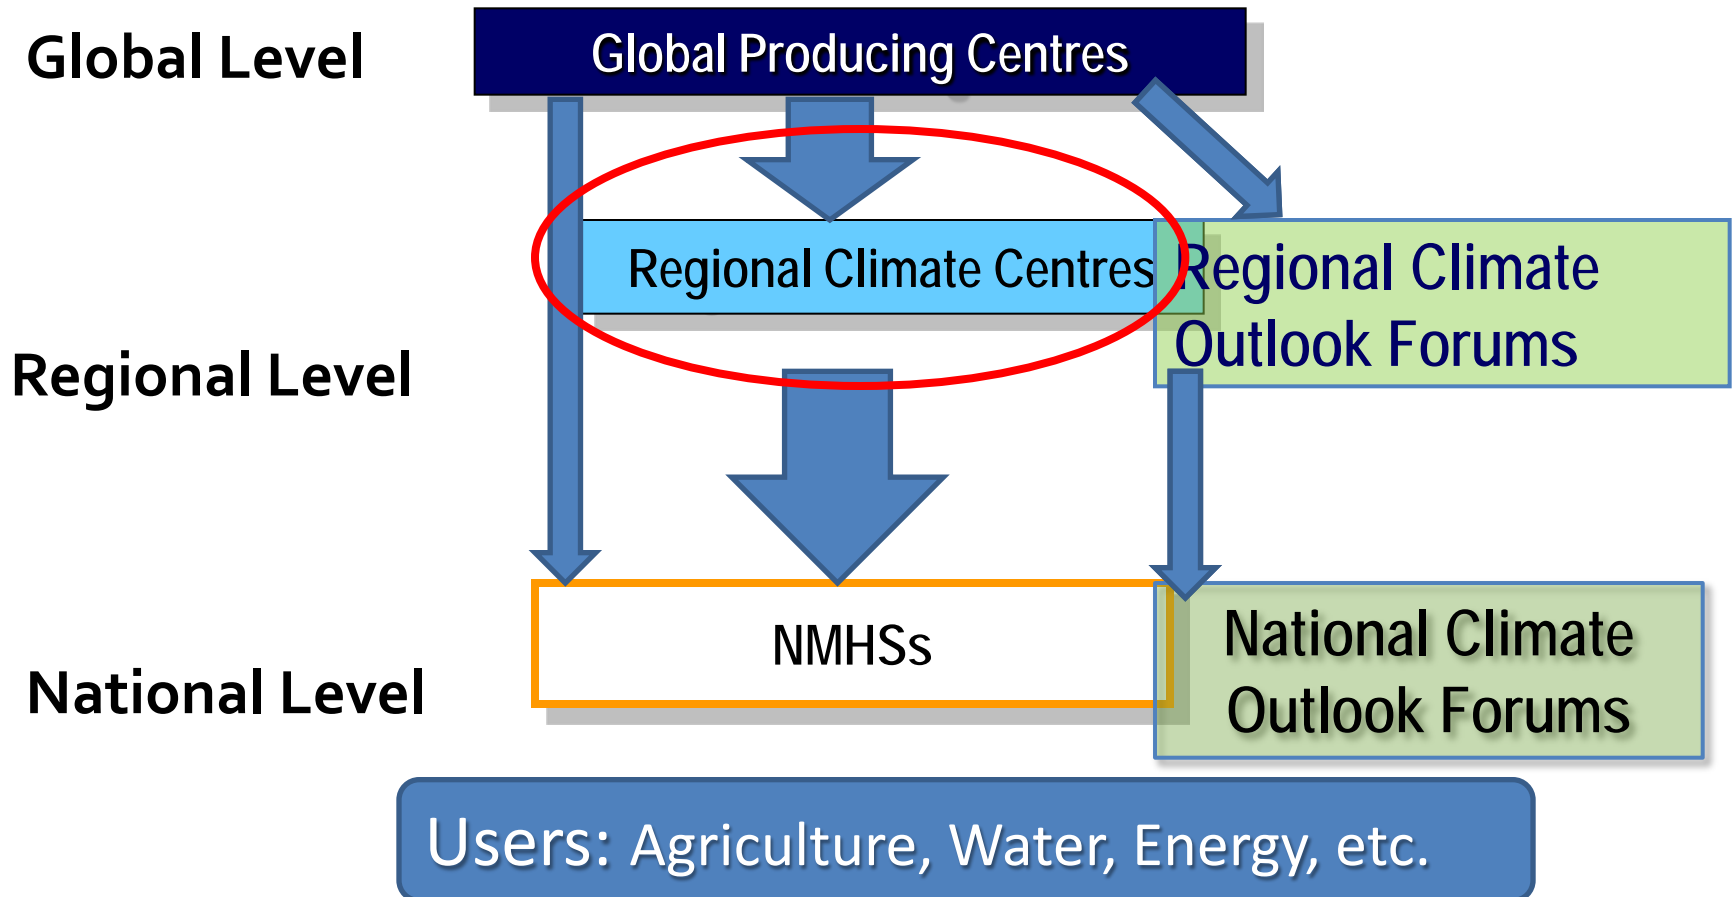 Global Level
Global Producing Centres
Regional Climate Centres
Regional Climate
Outlook Forums
Regional Level
NMHSs
National Climate
Outlook Forums
National Level
Users: Agriculture, Water, Energy, etc.